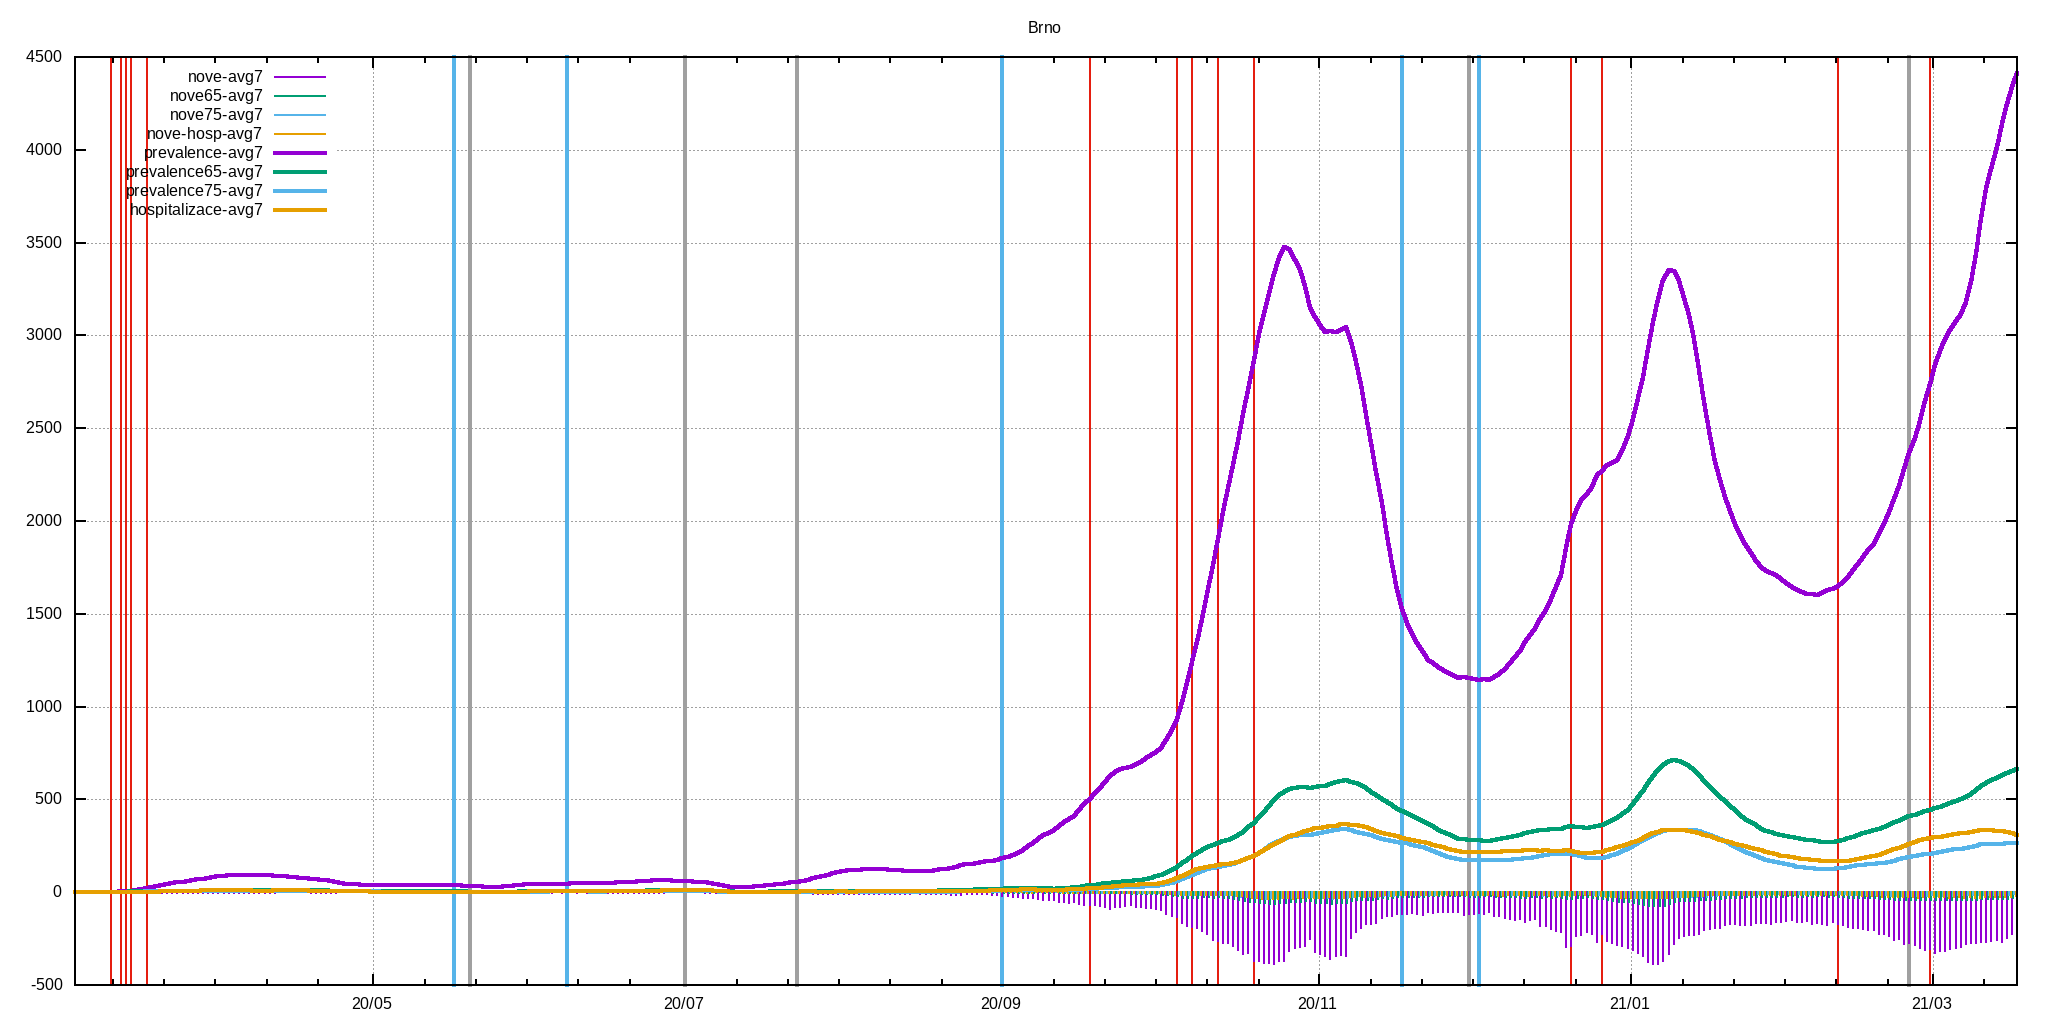 Brno
4500
4000
3500
3000
2500
2000
1500
1000
500
0
-500
nove-avg7
nove65-avg7
nove75-avg7
nove-hosp-avg7
prevalence-avg7
prevalence65-avg7
prevalence75-avg7
hospitalizace-avg7
20/05
20/07
20/09
20/11
21/01
21/03